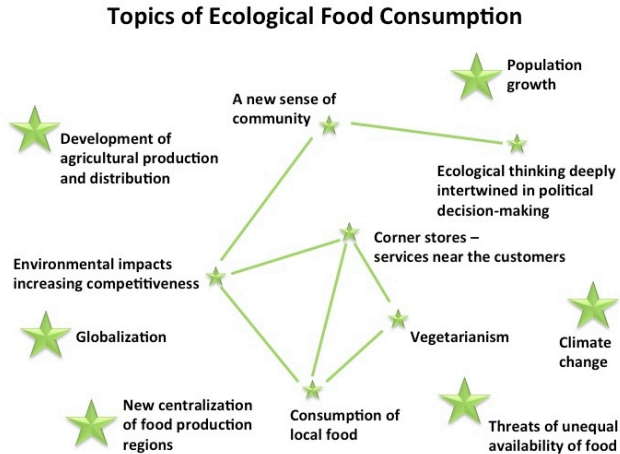 Topics of Ecological Food Consumption
Population
growth
A new sense of
community
Development of
agricultural production
and distribution
Ecological thinking deeply
intertwined in political
decision-making
Corner stores –
services near the customers
Environmental impacts
increasing competitiveness
Globalization
Vegetarianism
Climate
change
New centralization
of food production
regions
Consumption of
local food
Threats of unequal
availability of food